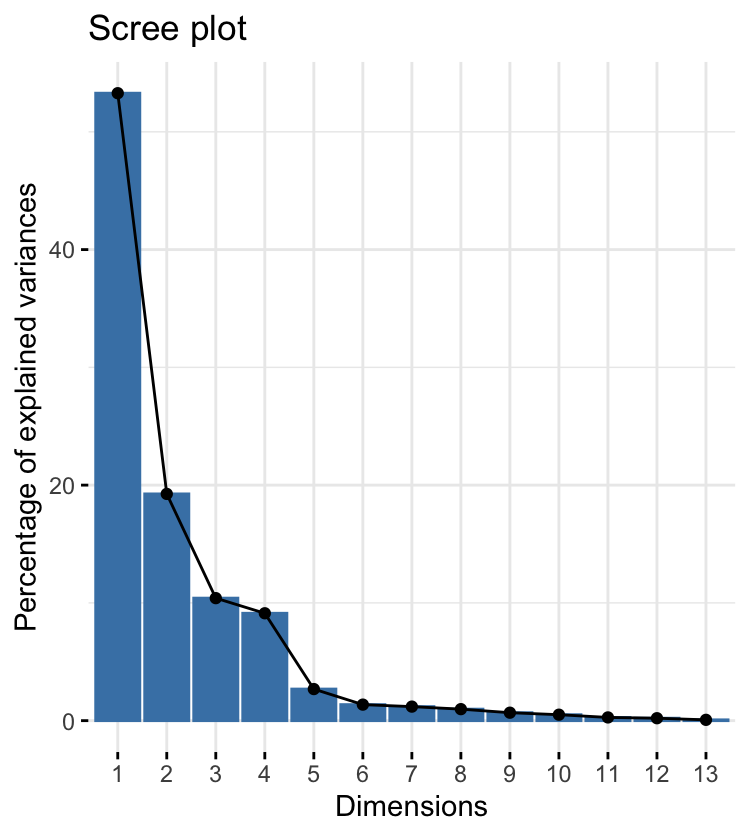 Scree plot
Percentage of explained variances
40
20
0
1 2 3 4 5 6 7 8 9 10 11 12 13
Dimensions